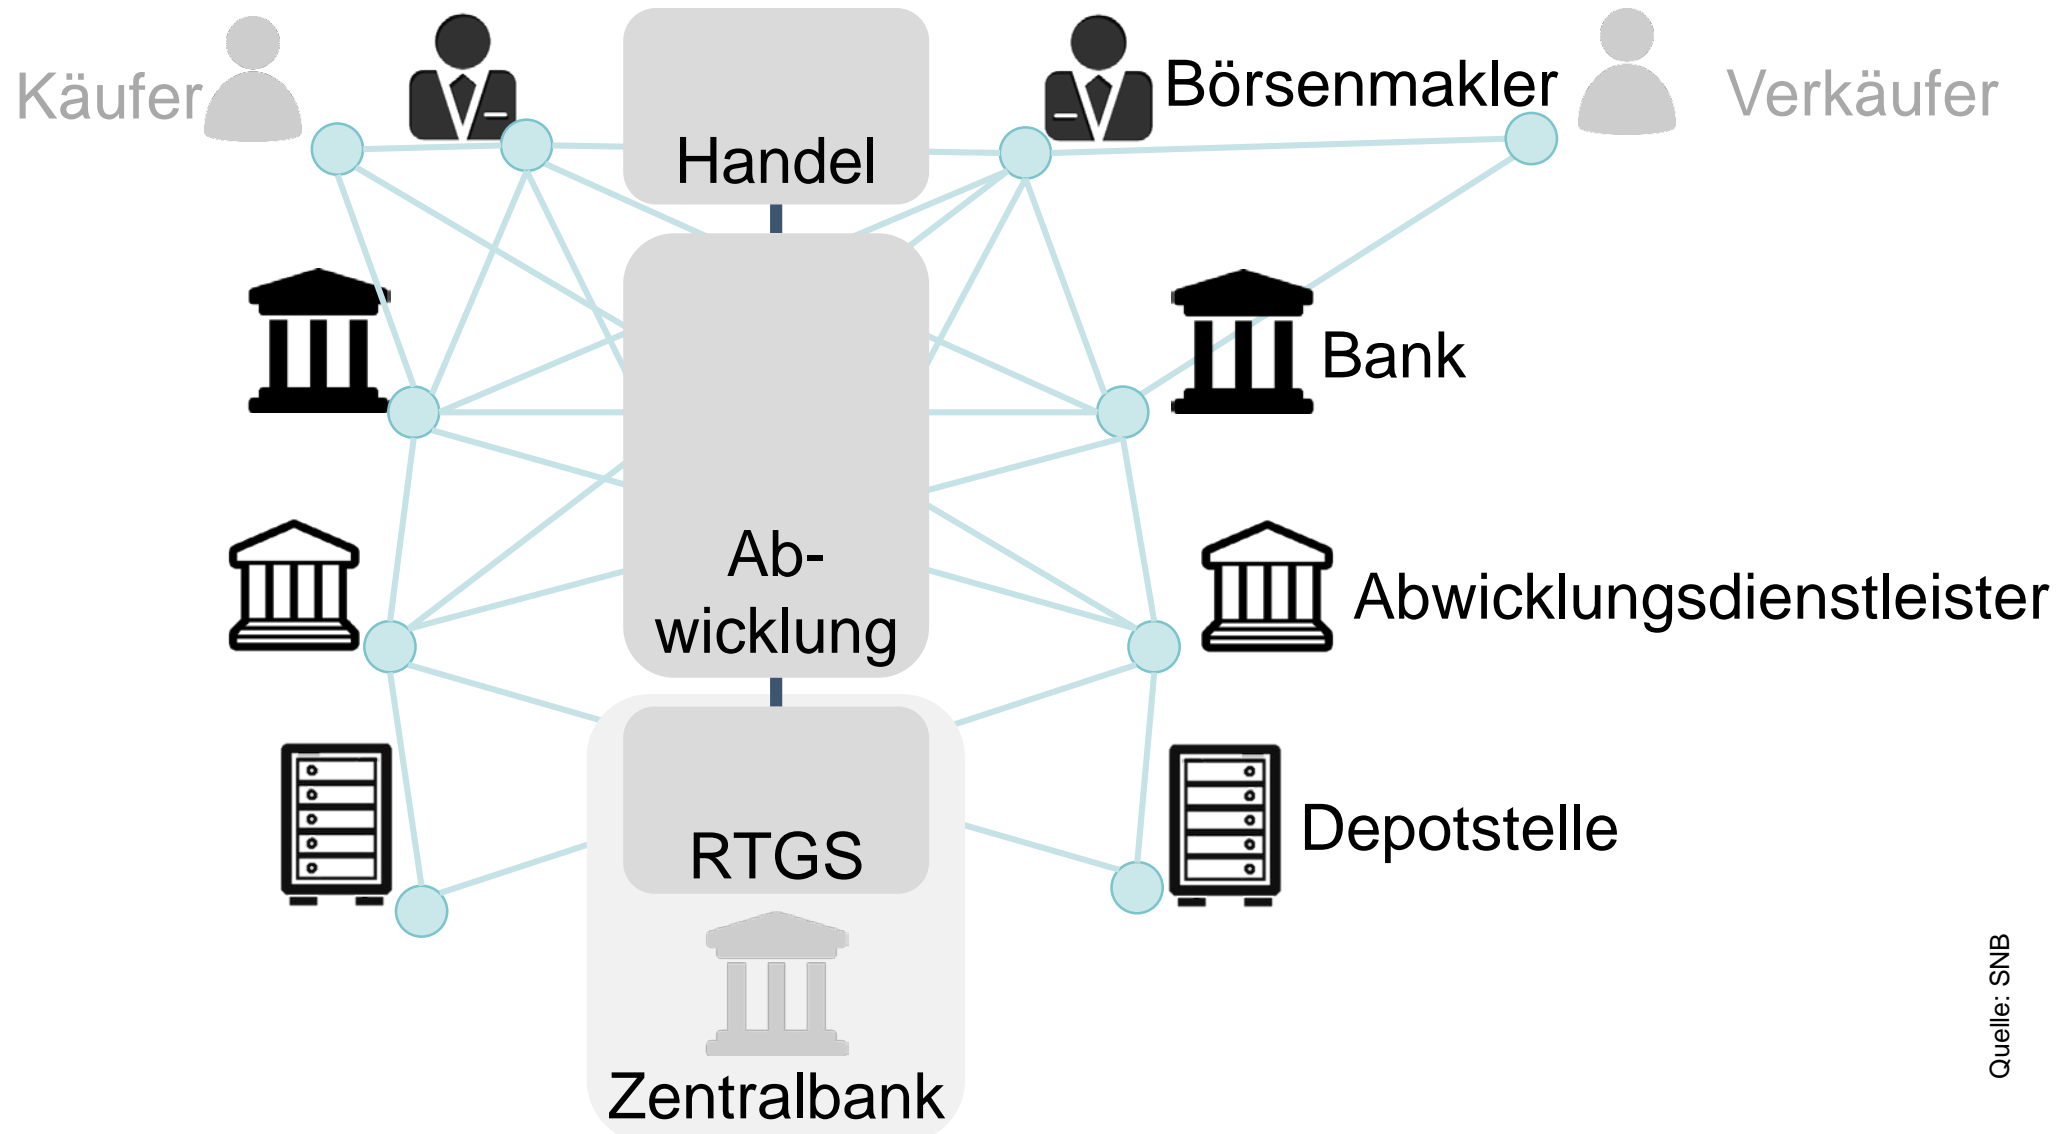 Käufer
Börsenmakler
Verkäufer
Handel
Bank
Ab-
wicklung
Abwicklungsdienstleister
RTGS
Depotstelle
Zentralbank
Quelle: SNB